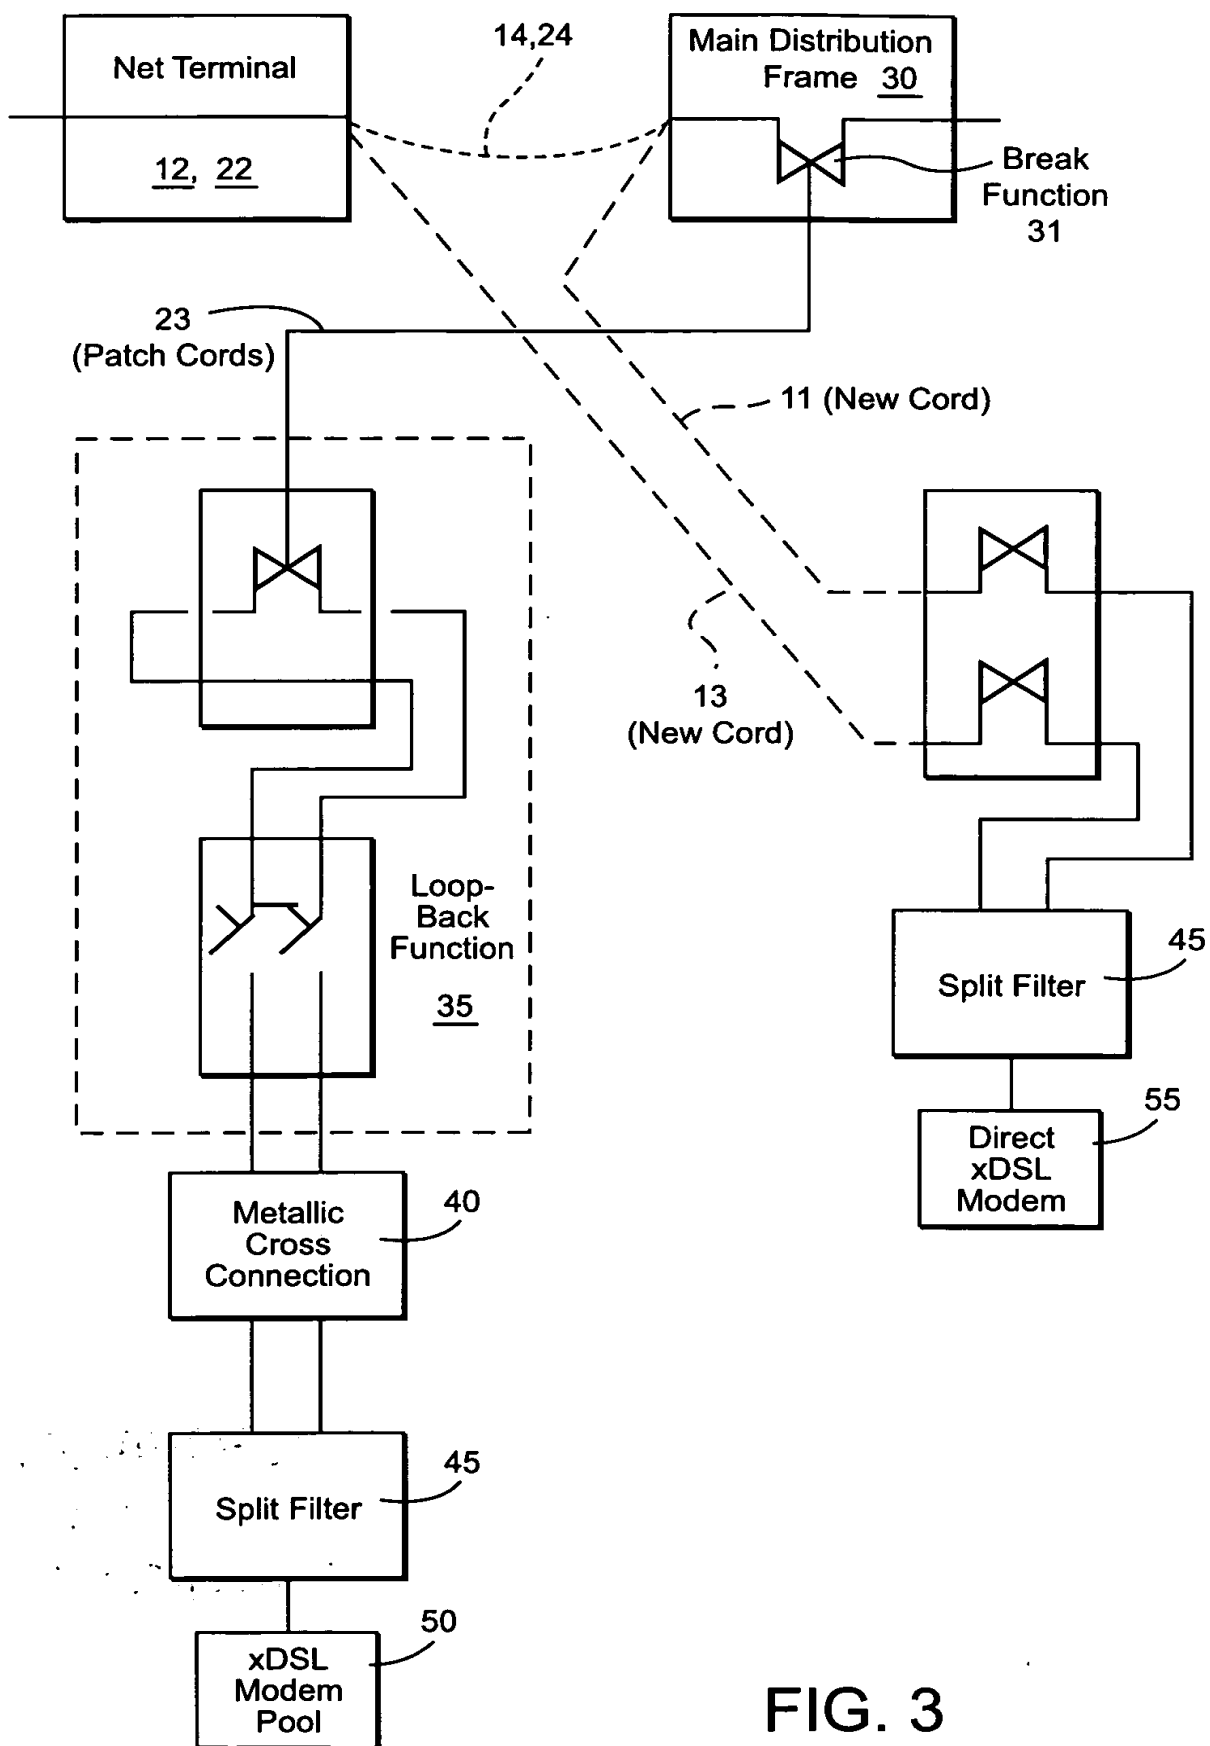 Net Terminal
12, 22
14,24
Main Distribution
Frame 30
Break
Function
31
23
(Patch Cords)
11 (New Cord)
13
(New Cord)
Loop-
Back
Function
35
45
Split Filter
55
Direct
xDSL
Modem
40
Metallic
Cross
Connection
45
Split Filter
50
xDSL
Modem
Pool
FIG. 3